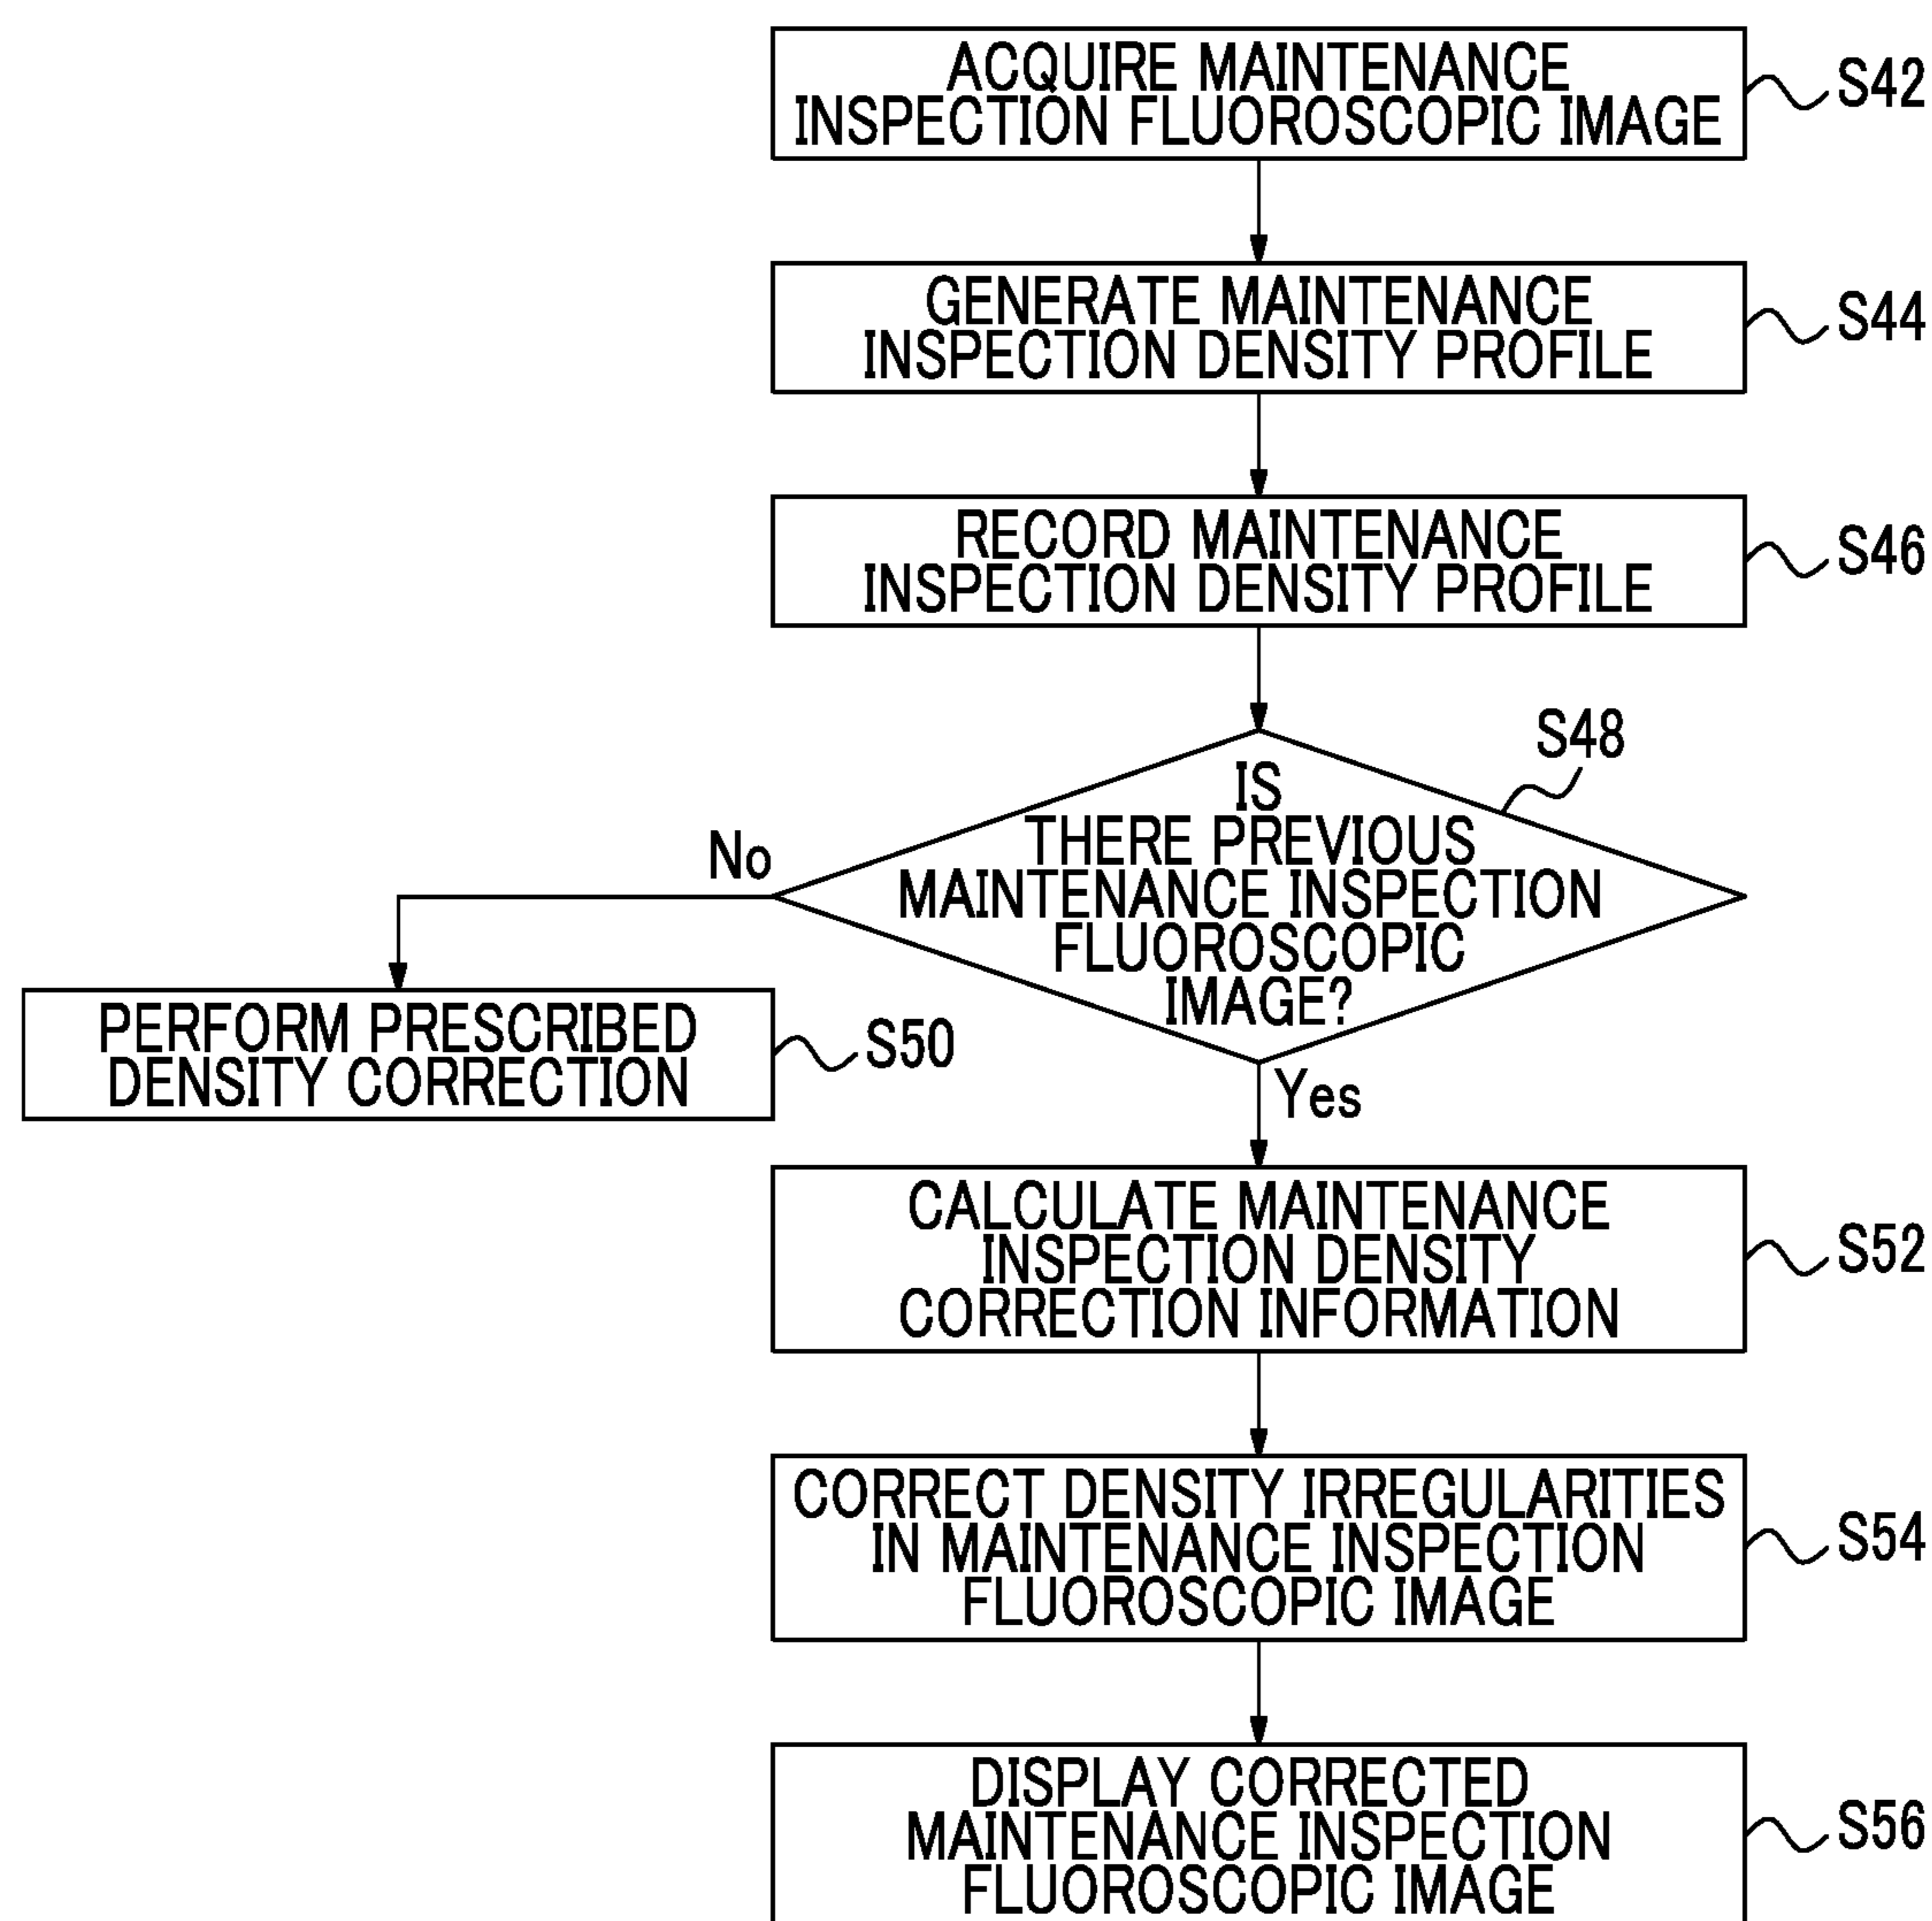 ACQUIRE MAINTENANCE
INSPECTION FLUOROSCOPIC IMAGE
S42
GENERATE MAINTENANCE
INSPECTION DENSITY PROFILE
S44
RECORD MAINTENANCE
INSPECTION DENSITY PROFILE
S46
S48
IS
THERE PREVIOUS
MAINTENANCE INSPECTION
FLUOROSCOPIC
IMAGE?
No
PERFORM PRESCRIBED
DENSITY CORRECTION
S50
Yes
CALCULATE MAINTENANCE
INSPECTION DENSITY
CORRECTION INFORMATION
S52
CORRECT DENSITY IRREGULARITIES
IN MAINTENANCE INSPECTION
FLUOROSCOPIC IMAGE
S54
DISPLAY CORRECTED
MAINTENANCE INSPECTION
FLUOROSCOPIC IMAGE
S56